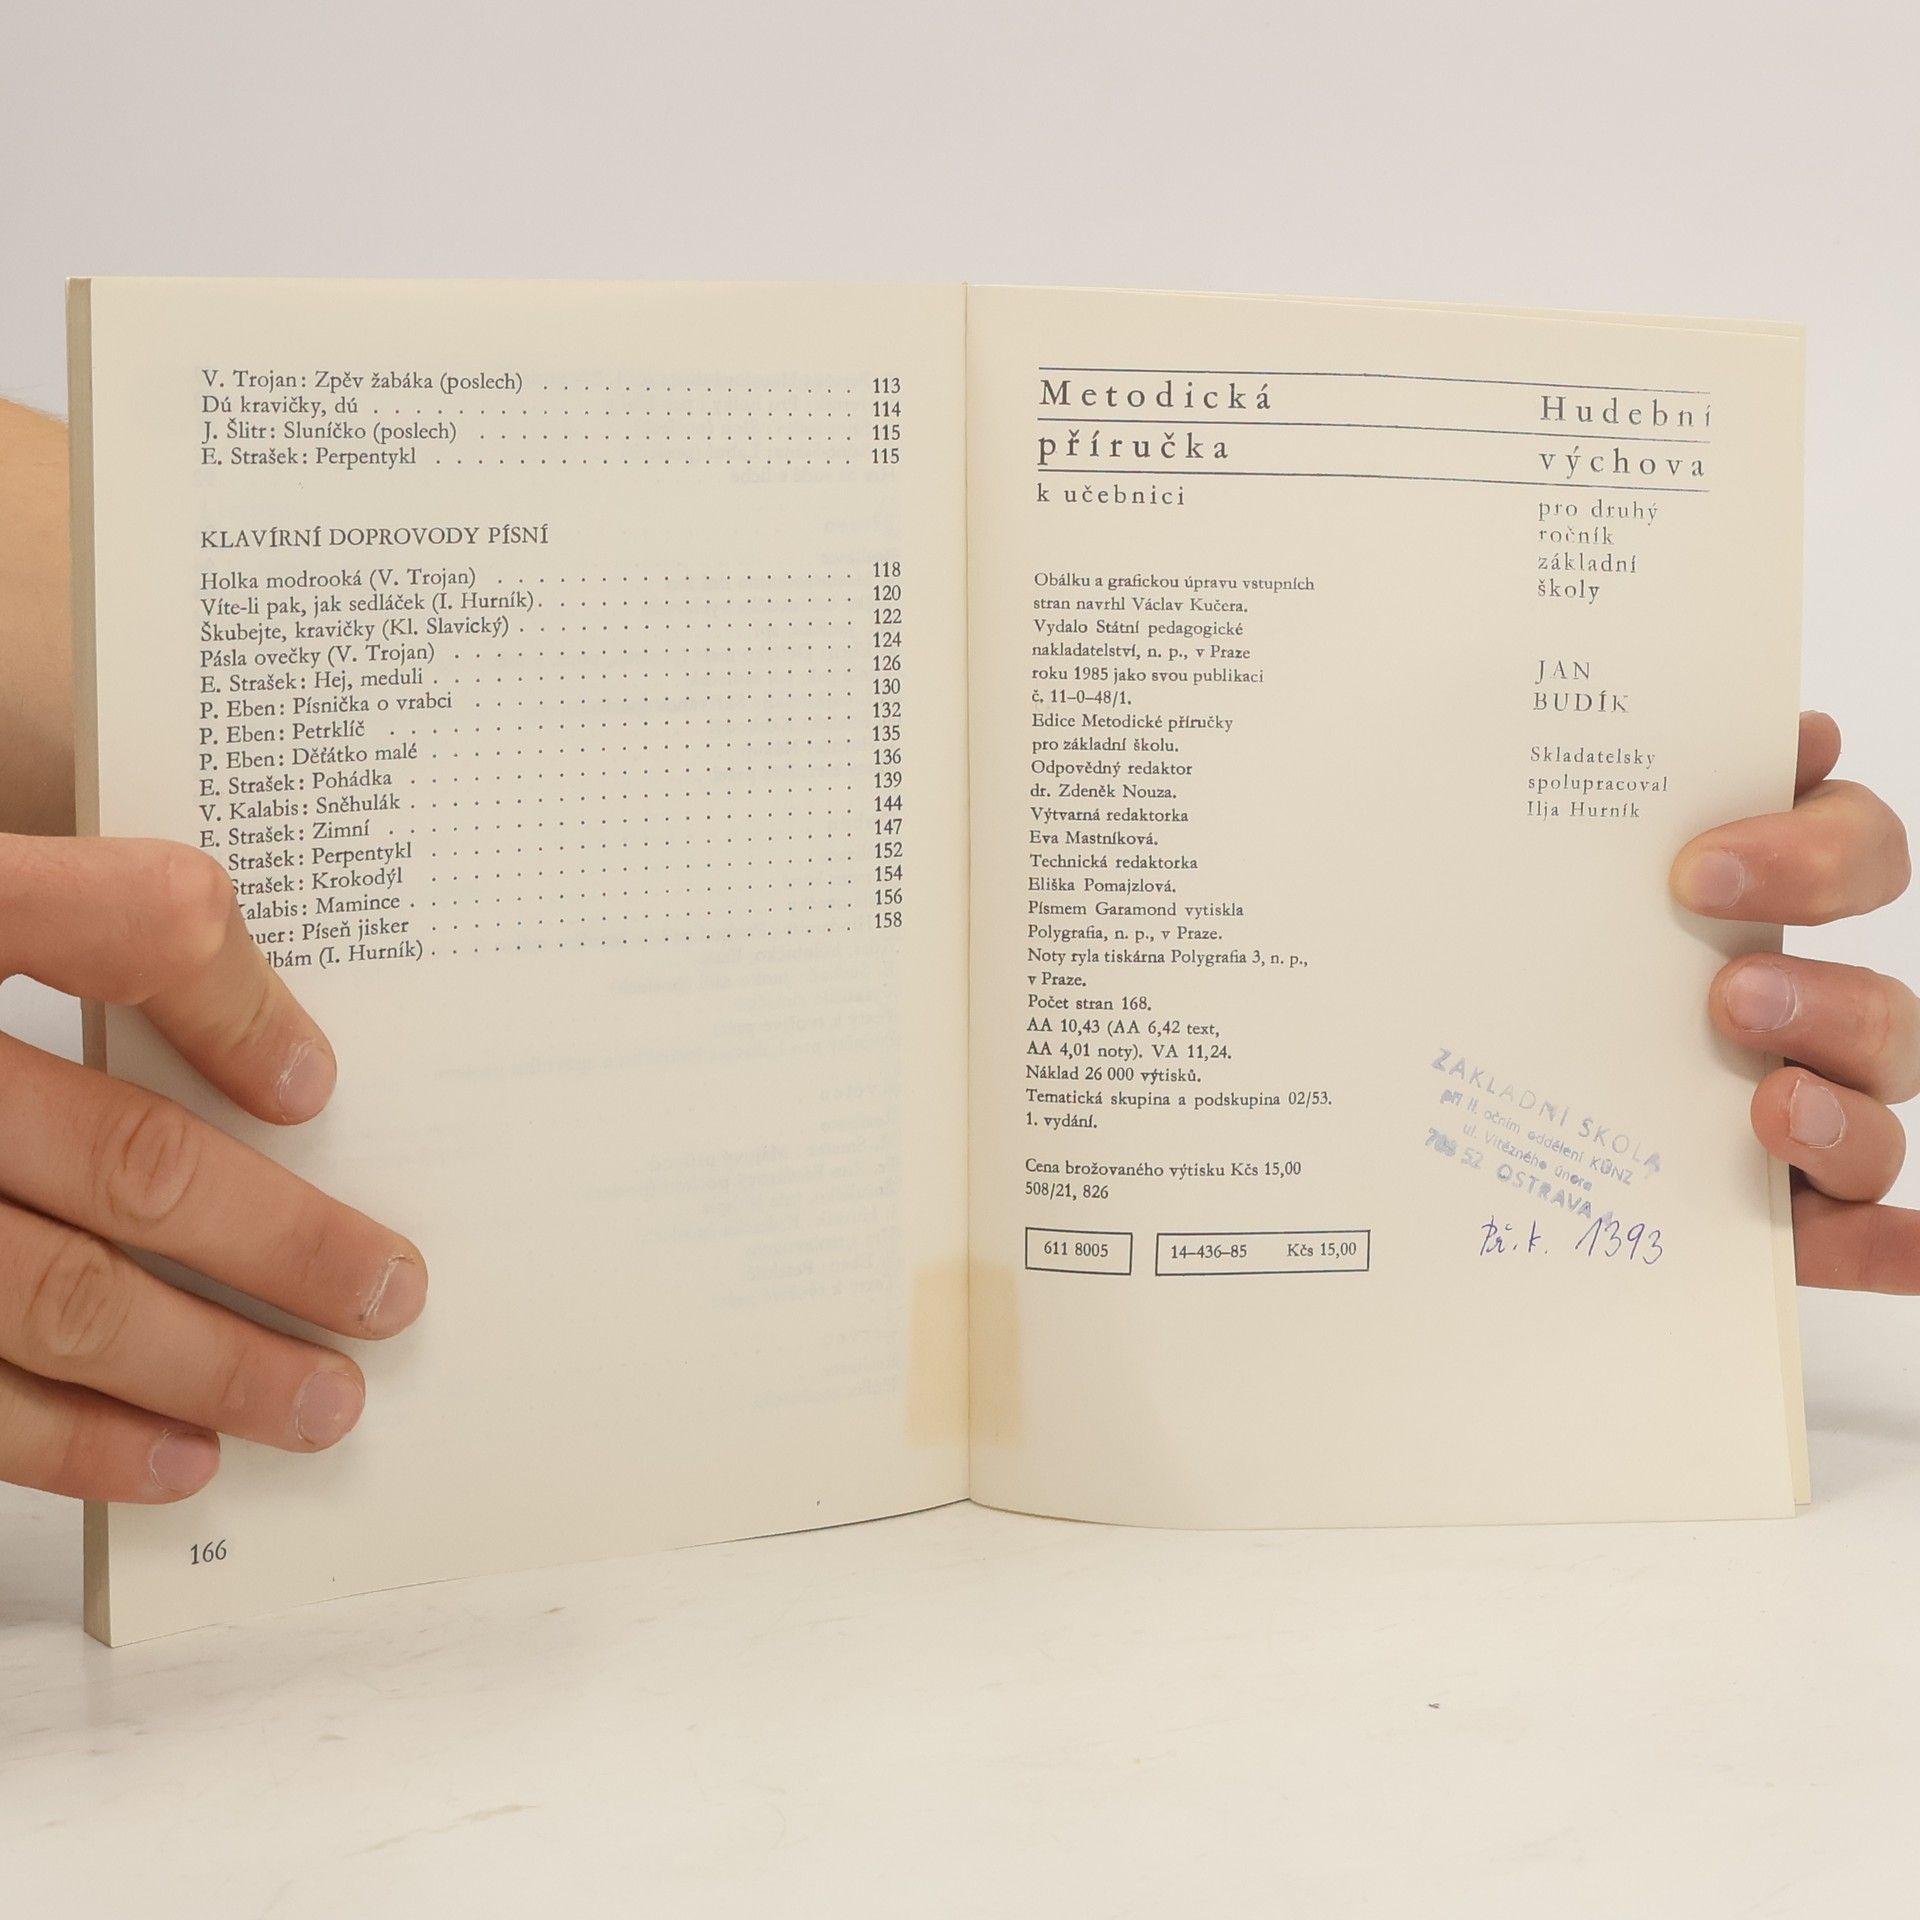 V. Trojan: Zpěv žabáka (poslech) . . . . . . . . . . . . . . . 113
Dú kravičky, dú . . . . . . . . . . . . . . . . . . . 114
J. Šlitr: Sluníčko (poslech) . . . . . . . . . . . . . . . 115
E. Strašek: Perpentykl . . . . . . . . . . . . . . . . . 115
KLAVÍRNÍ DOPROVODY PÍSNÍ
Holka modrooká (V. Trojan) . . . . . . . . . . . . . . 118
Víte-li pak, jak sedláček (I. Hurník) . . . . . . . . . . . . . 120
Škubejte, kravičky (Kl. Slavický) . . . . . . . . . . . . . . 122
Pásla ovečky (V. Trojan) . . . . . . . . . . . . . . . . 124
E. Strašek: Hej, meduli . . . . . . . . . . . . . . . . . 126
P. Eben: Písnička o vrabci . . . . . . . . . . . . . . . 130
P. Eben: Petrklíč . . . . . . . . . . . . . . . . . . . 132
P. Eben: Děťátko malé . . . . . . . . . . . . . . . . . 135
E. Strašek: Pohádka . . . . . . . . . . . . . . . . . . 136
V. Kalabis: Sněhulák . . . . . . . . . . . . . . . . . . 139
E. Strašek: Zimní . . . . . . . . . . . . . . . . . . . 144
Strašek: Perpentykl . . . . . . . . . . . . . . . . . 147
Strašek: Krokodýl . . . . . . . . . . . . . . . . . 152
Kalabis: Mamince . . . . . . . . . . . . . . . . . . 154
Píseň jisker . . . . . . . . . . . . . . . . . 156
(I. Hurník) . . . . . . . . . . . . . . . . . 158
166
Metodická
příručka
k učebnici
Hudební
výchova
pro druhý
ročník
základní
školy
JAN
BUDÍK
Skladatelsky
spolupracoval
Ilja Hurník
Obálku a grafickou úpravu vstupních
stran navrhl Václav Kučera.
Vydalo Státní pedagogické
nakladatelství, n. p., v Praze
roku 1985 jako svou publikaci
č. 11–0–48/1.
Edice Metodické příručky
pro základní školu.
Odpovědný redaktor
dr. Zdeněk Nouza.
Výtvarná redaktorka
Eva Mastníková.
Technická redaktorka
Eliška Pomajzlová.
Písmem Garamond vytiskla
Polygrafia, n. p., v Praze.
Noty ryla tiskárna Polygrafia 3, n. p.,
v Praze.
Počet stran 168.
AA 10,43 (AA 6,42 text,
AA 4,01 noty). VA 11,24.
Náklad 26 000 výtisků.
Tematická skupina a podskupina 02/53.
1. vydání.
Cena brožovaného výtisku Kčs 15,00
508/21, 826
611 8005
14–436–85 Kčs 15,00
ZÁKLADNÍ ŠKOLA
při II. očním oddělení KÚNZ
ul. Vítězného února
708 52 OSTRAVA
Př. k. 1393